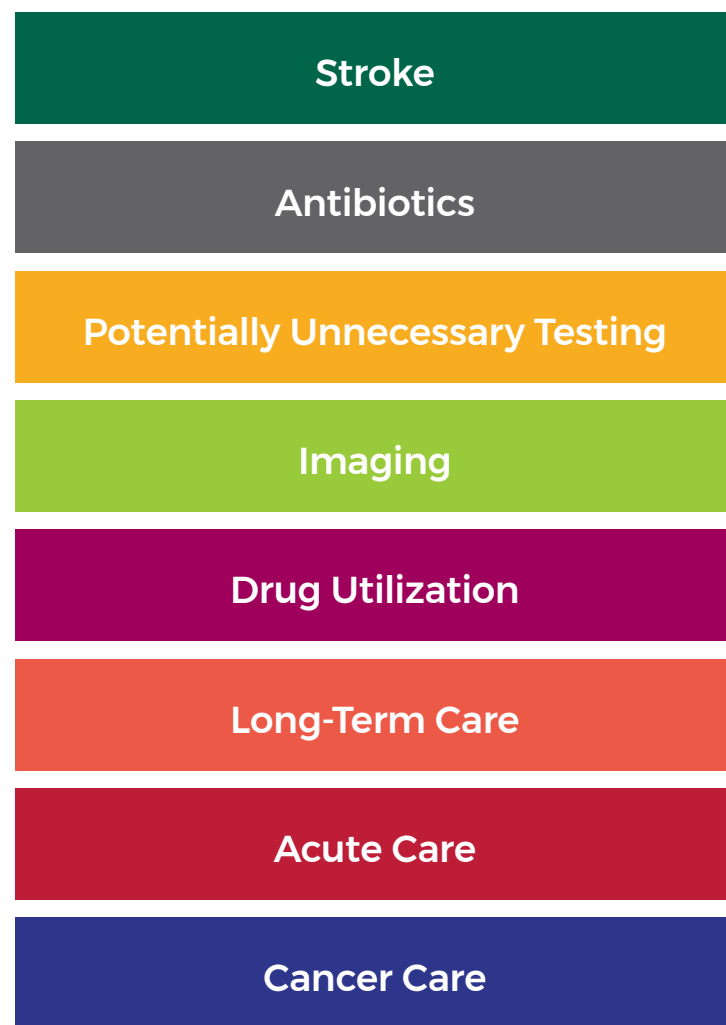 Stroke
Antibiotics
Potentially Unnecessary Testing
Imaging
Drug Utilization
Long-Term Care
Acute Care
Cancer Care